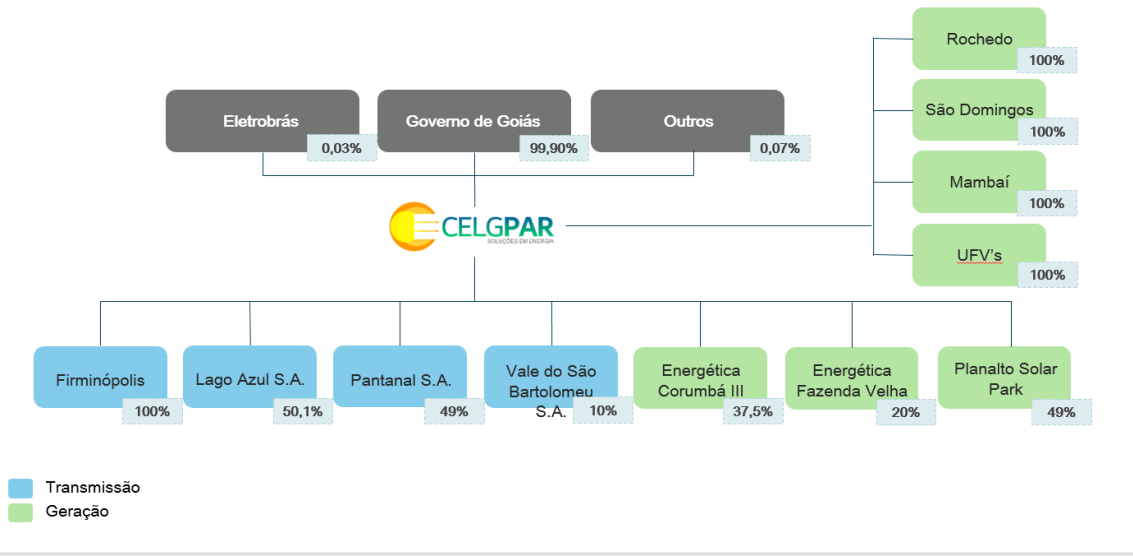 Rochedo
100%
São Domingos
100%
Mambaí
100%
UFV's
100%
Eletrobrás
0,03%
Governo de Goiás
99,90%
Outros
0,07%
CELGPAR
SOLUÇÕES EM ENERGIA
Firminópolis
100%
Lago Azul S.A.
50,1%
Pantanal S.A.
49%
Vale do São
Bartolomeu
S.A.
10%
Energética
Corumbá III
37,5%
Energética
Fazenda Velha
20%
Planalto Solar
Park
49%
Transmissão
Geração